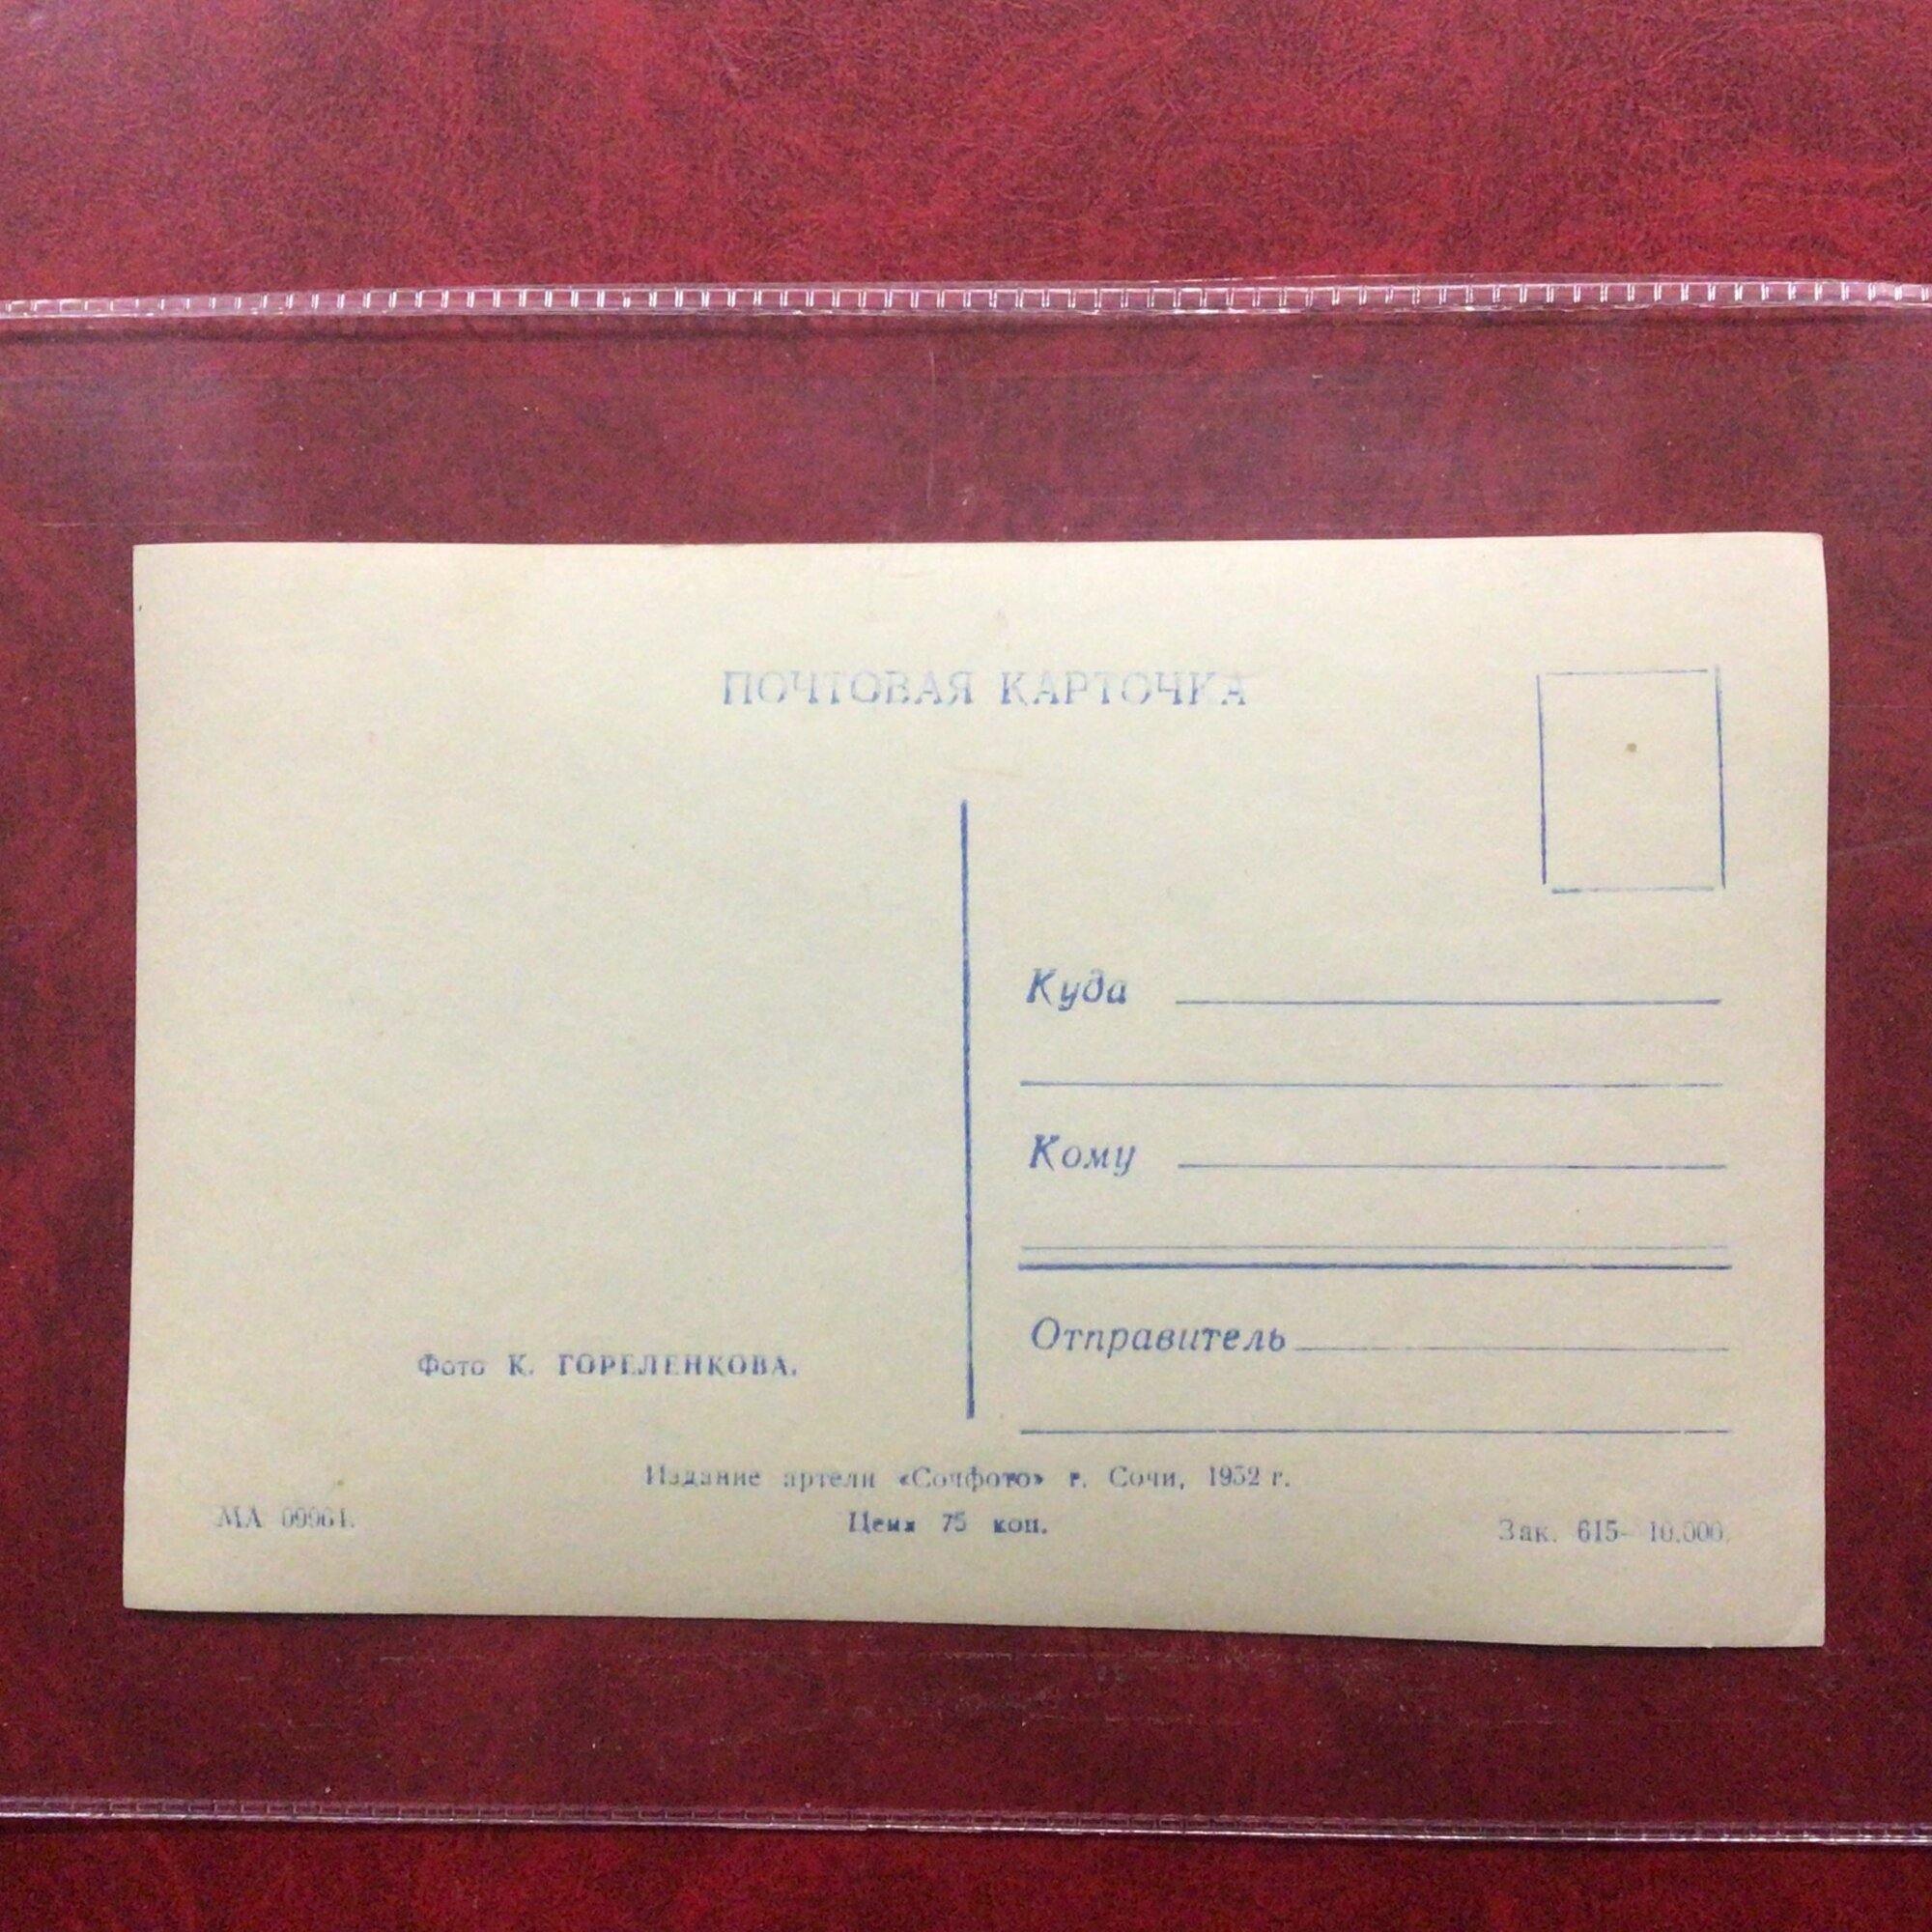 ПОЧТОВАЯ КАРТОЧКА
Куда
Кому
Отправитель
Фото К. ГОРЕЛЕНКОВА.
Издание артели «Сочфото» г. Сочи, 1952 г.
МА 09961.
Цена 75 коп.
Зак. 615—10.000.